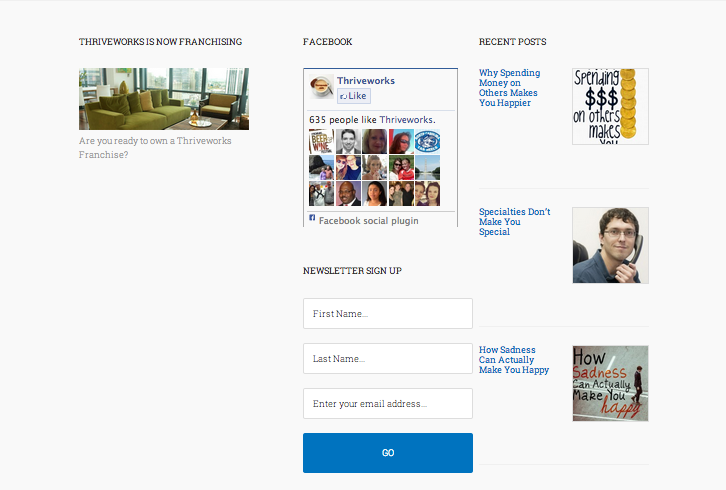 THRIVEWORKS IS NOW FRANCHISING
Are you ready to own a Thriveworks
Franchise?
FACEBOOK
Thriveworks
Like
635 people like Thriveworks.
BEER
WINE
Facebook social plugin
NEWSLETTER SIGN UP
First Name...
Last Name...
Enter your email address...
GO
RECENT POSTS
Why Spending
Money on
Others Makes
You Happier
Spending
$$$
on others
makes
you
Specialties Don't
Make You
Special
How Sadness
Can Actually
Make You Happy
How
Sadness
Can Actually
Make You
happy